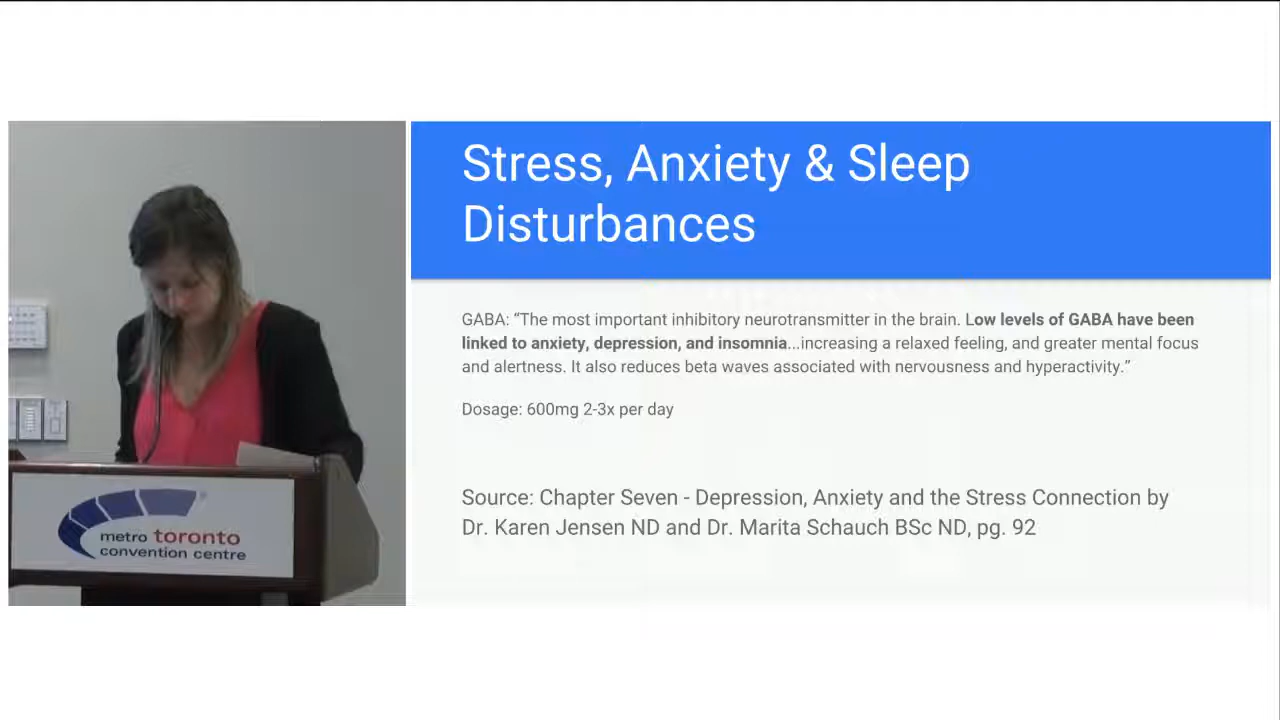 Stress, Anxiety & Sleep
Disturbances
GABA: “The most important inhibitory neurotransmitter in the brain. Low levels of GABA have been
linked to anxiety, depression, and insomnia...increasing a relaxed feeling, and greater mental focus
and alertness. It also reduces beta waves associated with nervousness and hyperactivity.”
Dosage: 600mg 2-3x per day
Source: Chapter Seven - Depression, Anxiety and the Stress Connection by
Dr. Karen Jensen ND and Dr. Marita Schauch BSc ND, pg. 92
metro toronto
convention centre